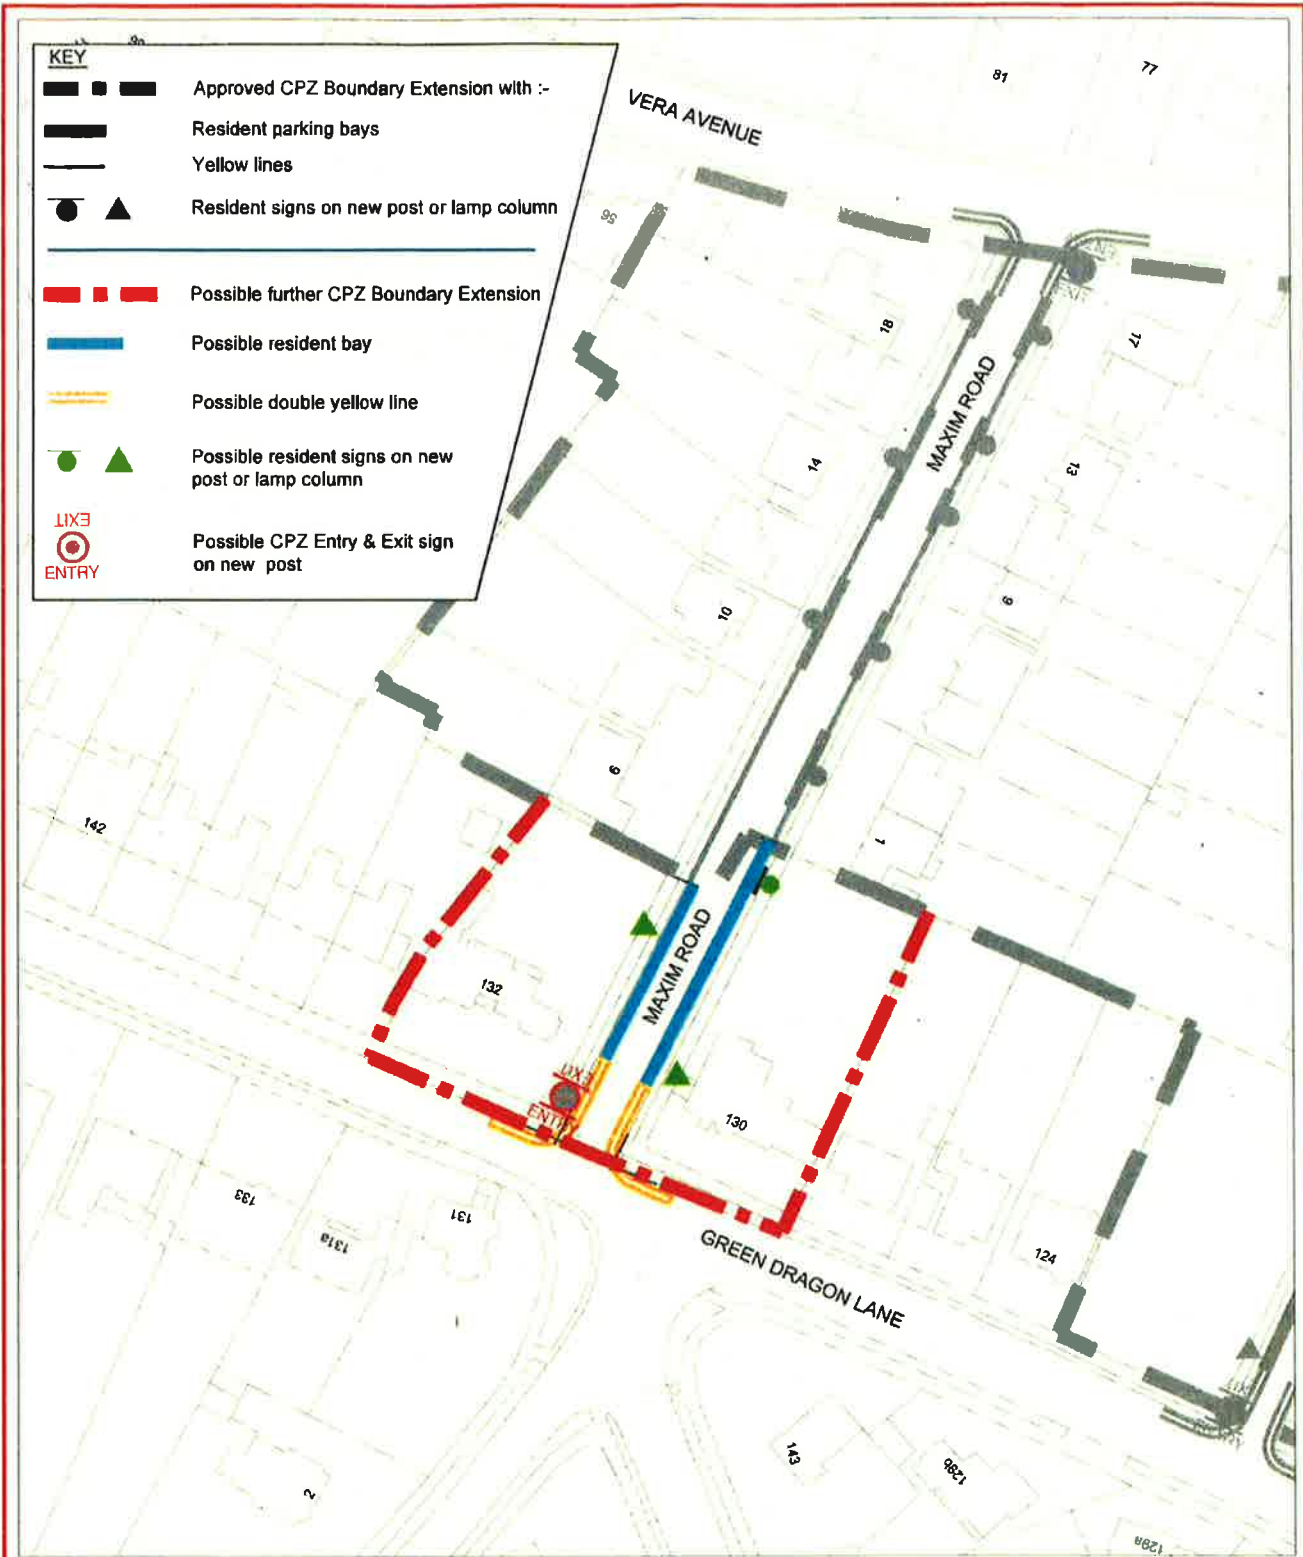 KEY
Approved CPZ Boundary Extension with :-
Resident parking bays
Yellow lines
Resident signs on new post or lamp column
Possible further CPZ Boundary Extension
Possible resident bay
Possible double yellow line
Possible resident signs on new
post or lamp column
EXIT
ENTRY
Possible CPZ Entry & Exit sign
on new post
VERA AVENUE
81
77
56
18
17
MAXIM ROAD
14
13
10
9
6
1
142
132
MAXIM ROAD
EXIT
ENTRY
130
133
131a
131
GREEN DRAGON LANE
124
143
129b
129a
2